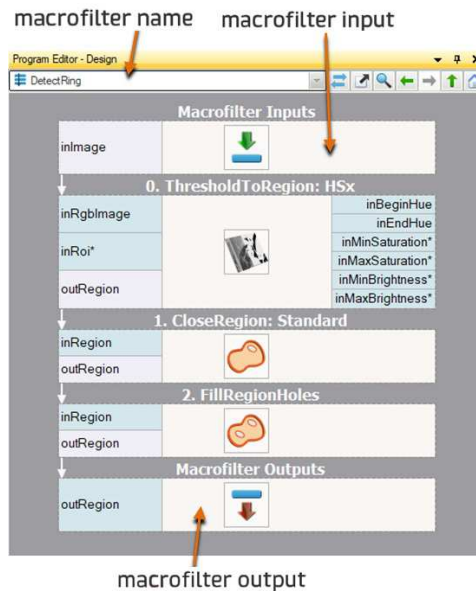 macrofilter name
macrofilter input
Program Editor - Design
DetectRing
Macrofilter Inputs
inImage
0. ThresholdToRegion: HSx
inRgbImage
inRoi*
outRegion
inBeginHue
inEndHue
inMinSaturation*
inMaxSaturation*
inMinBrightness*
inMaxBrightness*
1. CloseRegion: Standard
inRegion
outRegion
2. FillRegionHoles
inRegion
outRegion
Macrofilter Outputs
outRegion
macrofilter output